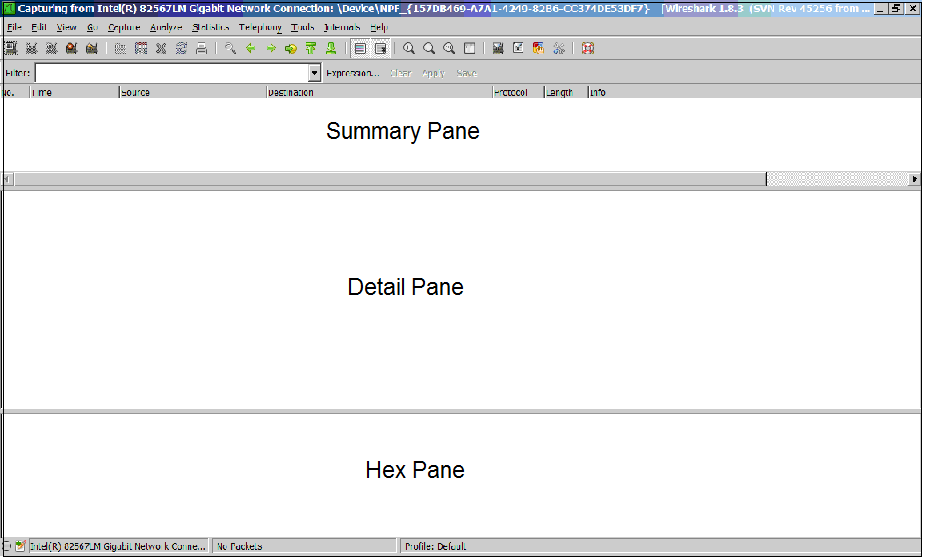 Capturing from Intel(R) 82567LM Gigabit Network Connection: \Device\NPF_{157DB469-A7A1-4249-82B6-CC374DE53DF7} [Wireshark 1.8.3 (SVN Rev 45256 from ...
File Edit View Go Capture Analyze Statistics Telephony Tools Internals Help
Filter: Expression... Clear Apply Save
No. Time Source Destination Protocol Length Info
Summary Pane
Detail Pane
Hex Pane
Intel(R) 82567LM Gigabit Network Conne... No Packets Profile: Default